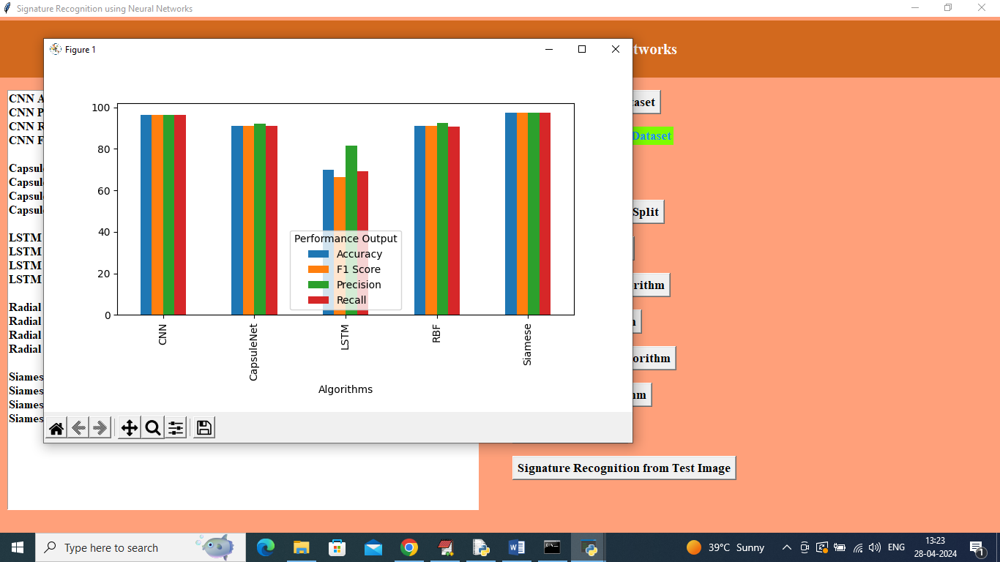 Signature Recognition using Neural Networks
tworks
Figure 1
100
80
60
40
20
0
Performance Output
Accuracy
F1 Score
Precision
Recall
CNN
CapsuleNet
LSTM
RBF
Siamese
Algorithms
CNN A
CNN P
CNN R
CNN F
Capsul
Capsul
Capsul
Capsul
LSTM
LSTM
LSTM
LSTM
Radial
Radial
Radial
Radial
Siames
Siames
Siames
Siames
taset
Dataset
Split
rithm
orithm
Signature Recognition from Test Image
Type here to search
39°C Sunny
ENG
13:23
28-04-2024
1